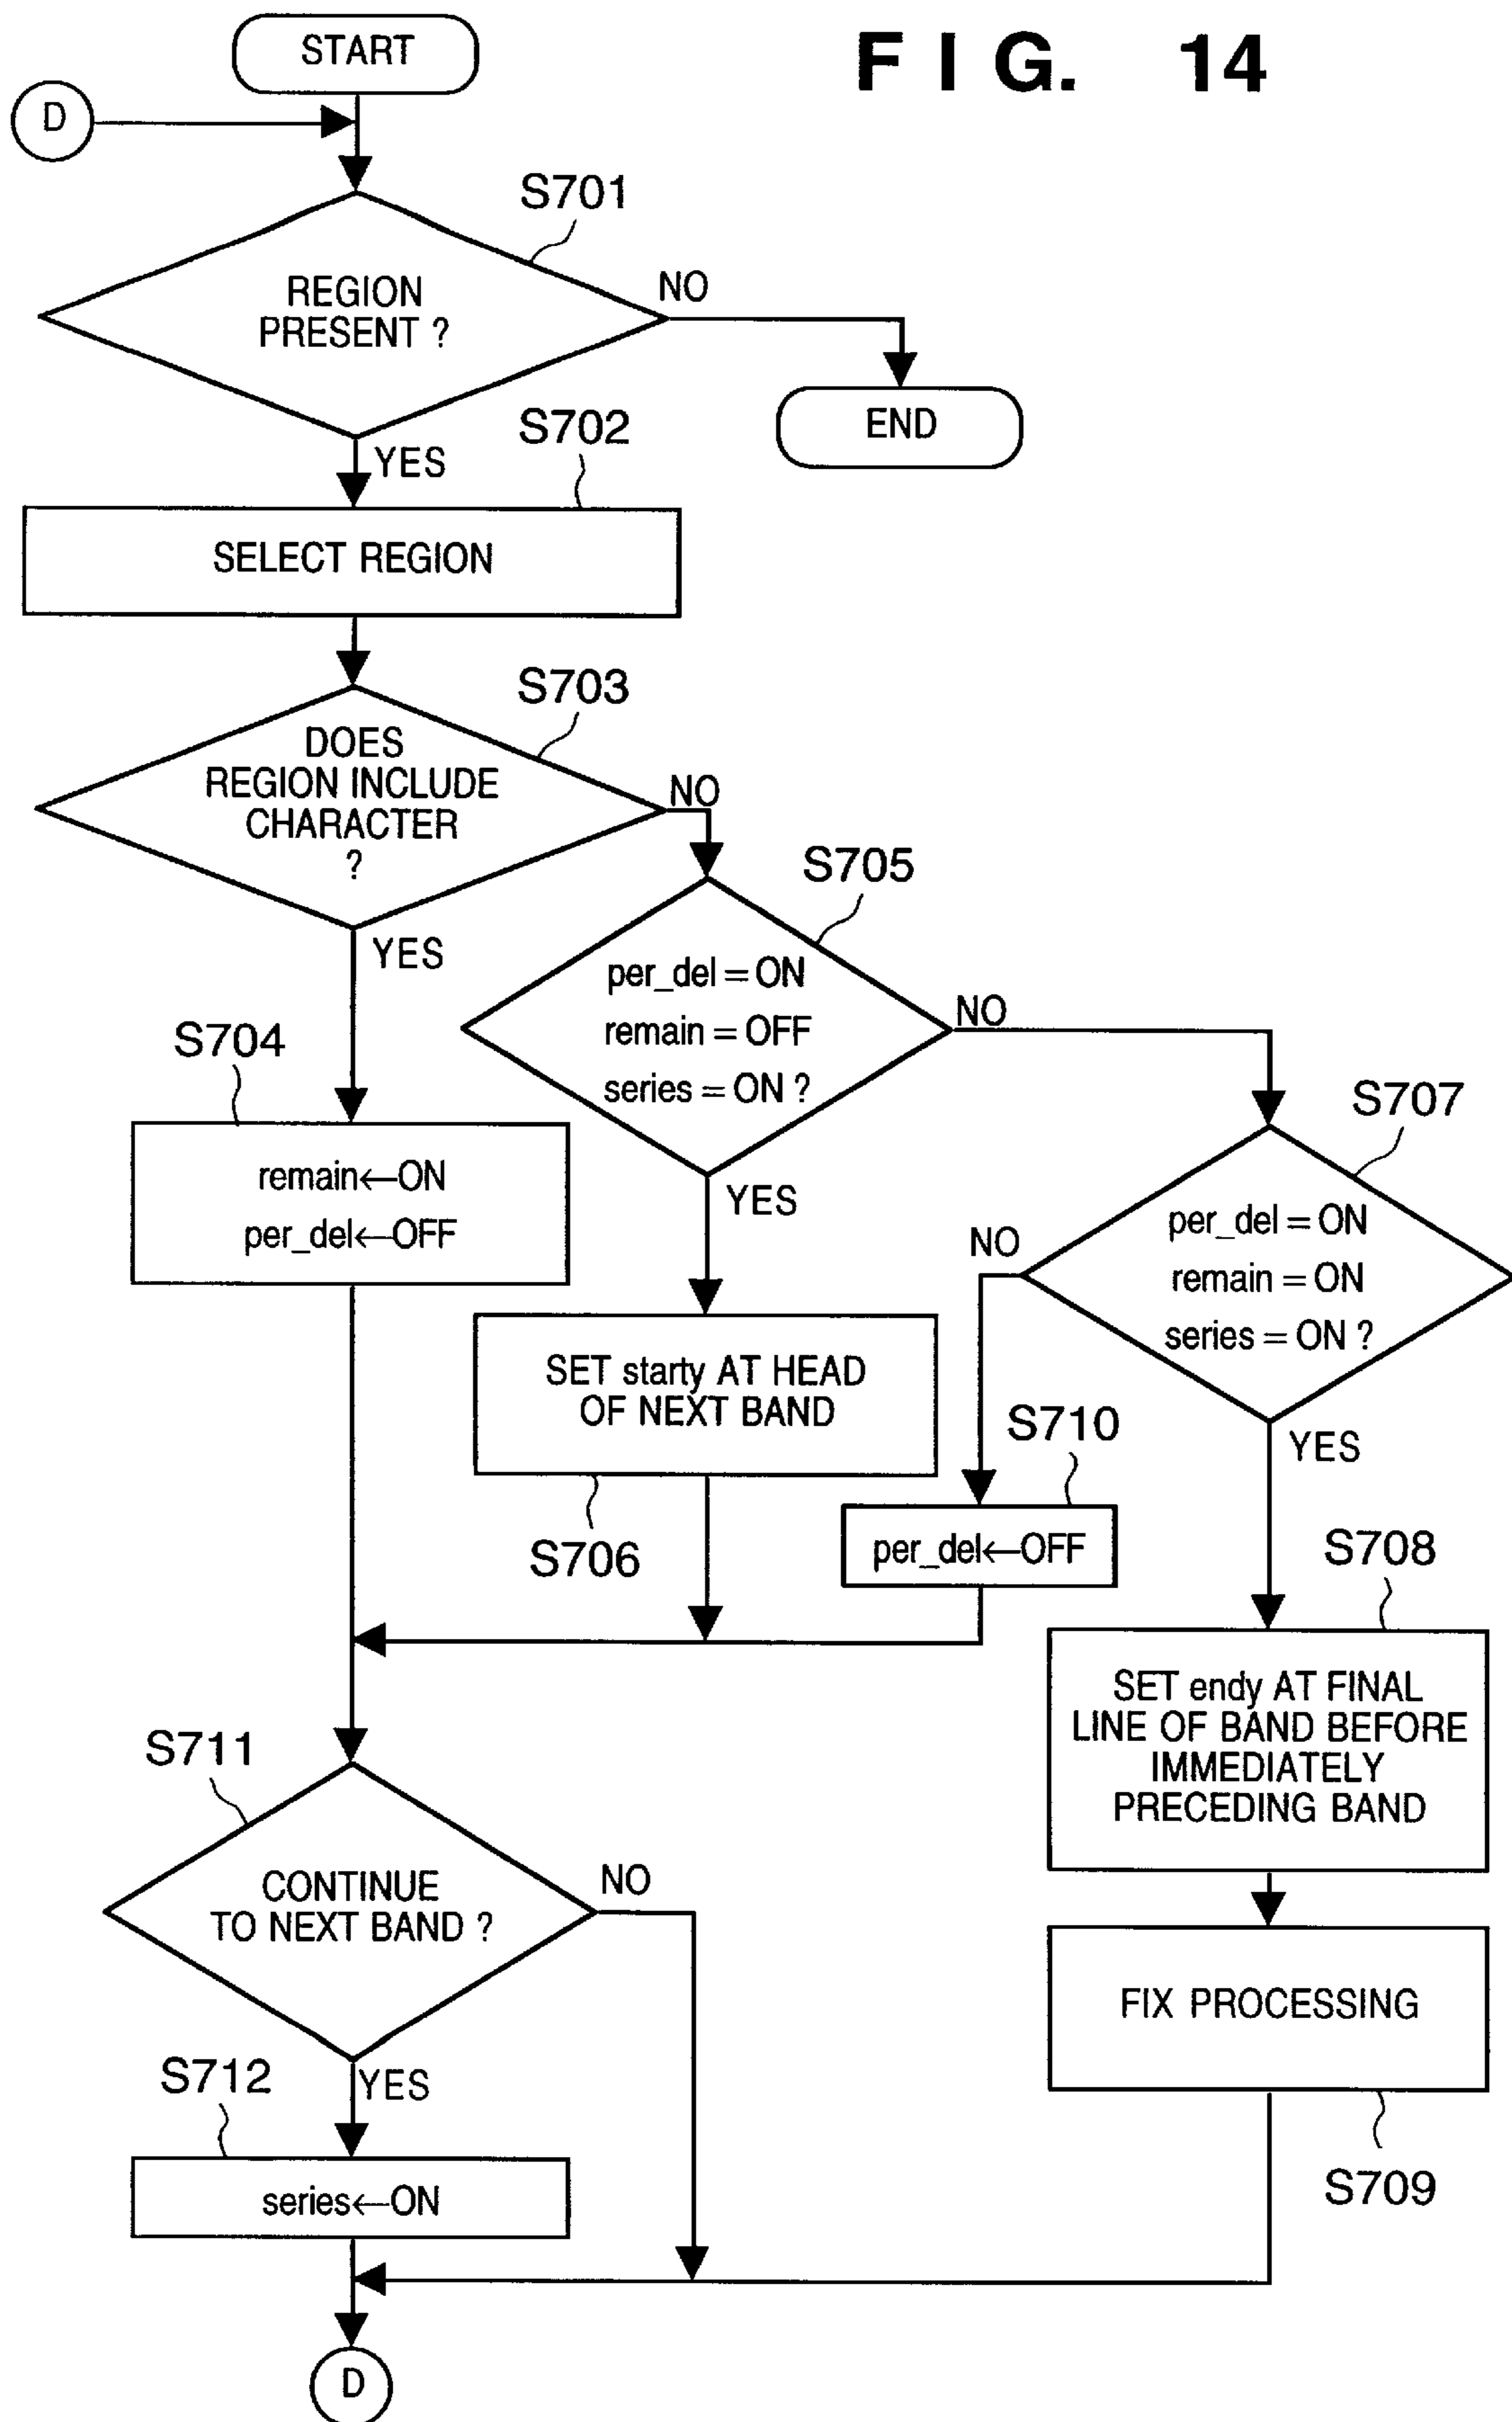 FIG. 14
START
D
S701
REGION
PRESENT ?
NO
END
YES
S702
SELECT REGION
S703
DOES
REGION INCLUDE
CHARACTER
?
NO
YES
S705
per_del = ON
remain = OFF
series = ON ?
NO
YES
S704
remain←ON
per_del←OFF
S707
per_del = ON
remain = ON
series = ON ?
NO
YES
SET starty AT HEAD
OF NEXT BAND
S706
S710
per_del←OFF
S708
SET endy AT FINAL
LINE OF BAND BEFORE
IMMEDIATELY
PRECEDING BAND
S711
CONTINUE
TO NEXT BAND ?
NO
YES
FIX PROCESSING
S709
S712
series←ON
D